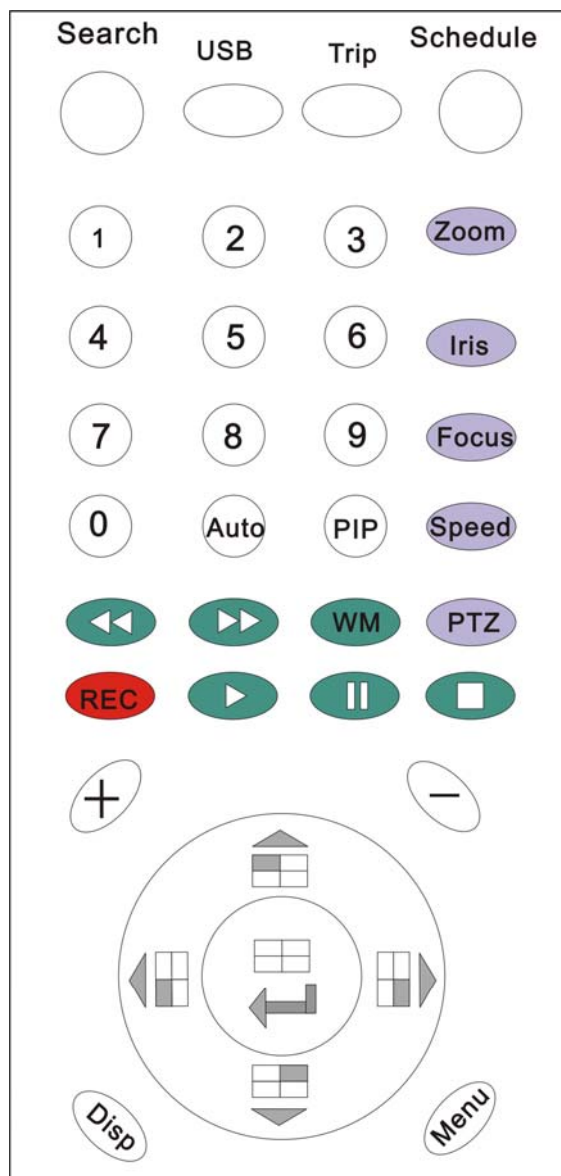 Search USB Trip Schedule
1 2 3 Zoom
4 5 6 Iris
7 8 9 Focus
0 Auto PIP Speed
WM PTZ
REC
+ −
Disp Menu